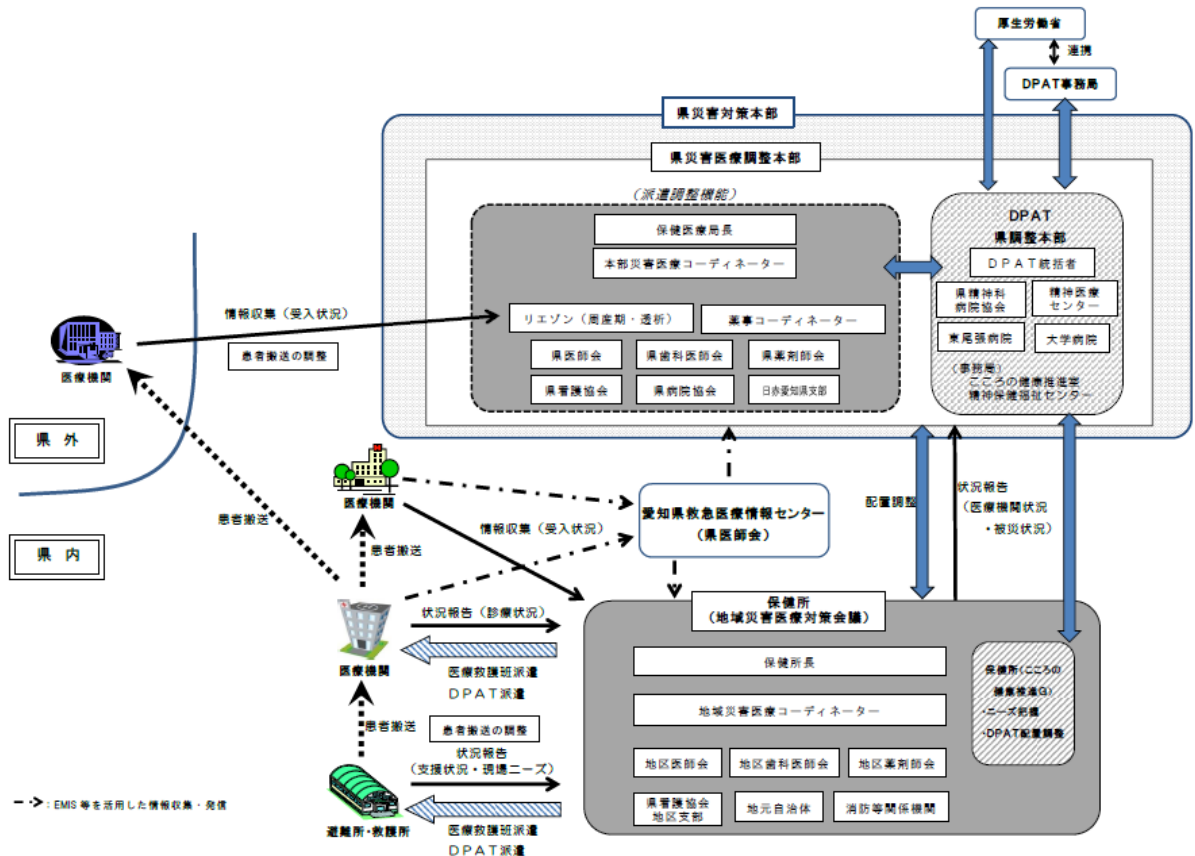 厚生労働省
連携
DPAT事務局
県災害対策本部
県災害医療調整本部
（派遣調整機能）
保健医療局長
本部災害医療コーディネーター
リエゾン（周産期・透析）
薬事コーディネーター
県医師会
県歯科医師会
県薬剤師会
県看護協会
県病院協会
日赤愛知県支部
DPAT
県調整本部
ＤＰＡＴ統括者
県精神科
病院協会
精神医療
センター
東尾張病院
大学病院
（事務局）
こころの健康推進室
精神保健福祉センター
情報収集（受入状況）
患者搬送の調整
医療機関
県 外
県 内
患者搬送
医療機関
患者搬送
情報収集（受入状況）
愛知県救急医療情報センター
（県医師会）
配置調整
状況報告
（医療機関状況
・被災状況）
医療機関
状況報告（診療状況）
医療救護班派遣
ＤＰＡＴ派遣
患者搬送
患者搬送の調整
状況報告
（支援状況・現場ニーズ）
避難所・救護所
医療救護班派遣
ＤＰＡＴ派遣
保健所
（地域災害医療対策会議）
保健所長
地域災害医療コーディネーター
地区医師会
地区歯科医師会
地区薬剤師会
県看護協会
地区支部
地元自治体
消防等関係機関
保健所（こころの
健康推進G）
・ニーズ把握
・DPAT配置調整
：EMIS 等を活用した情報収集・発信